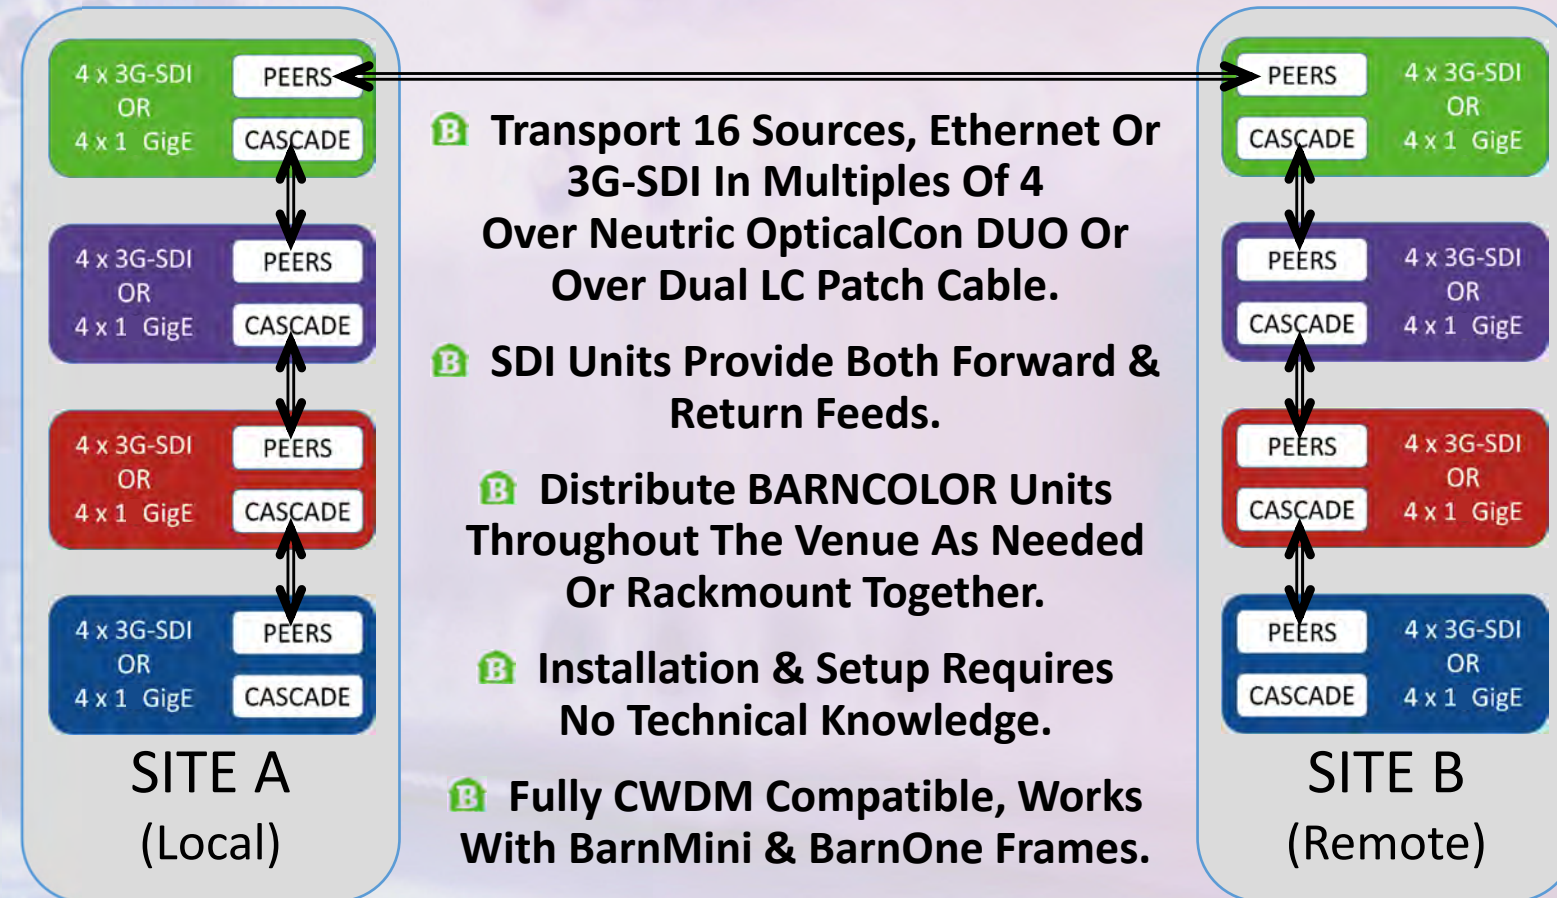 4 x 3G-SDI
OR
4 x 1 GigE
PEERS
CASCADE
4 x 3G-SDI
OR
4 x 1 GigE
PEERS
CASCADE
4 x 3G-SDI
OR
4 x 1 GigE
PEERS
CASCADE
4 x 3G-SDI
OR
4 x 1 GigE
PEERS
CASCADE
SITE A
(Local)
B Transport 16 Sources, Ethernet Or
3G-SDI In Multiples Of 4
Over Neutric OpticalCon DUO Or
Over Dual LC Patch Cable.
B SDI Units Provide Both Forward &
Return Feeds.
B Distribute BARNCOLOR Units
Throughout The Venue As Needed
Or Rackmount Together.
B Installation & Setup Requires
No Technical Knowledge.
B Fully CWDM Compatible, Works
With BarnMini & BarnOne Frames.
PEERS
CASCADE
4 x 3G-SDI
OR
4 x 1 GigE
PEERS
CASCADE
4 x 3G-SDI
OR
4 x 1 GigE
PEERS
CASCADE
4 x 3G-SDI
OR
4 x 1 GigE
PEERS
CASCADE
4 x 3G-SDI
OR
4 x 1 GigE
SITE B
(Remote)